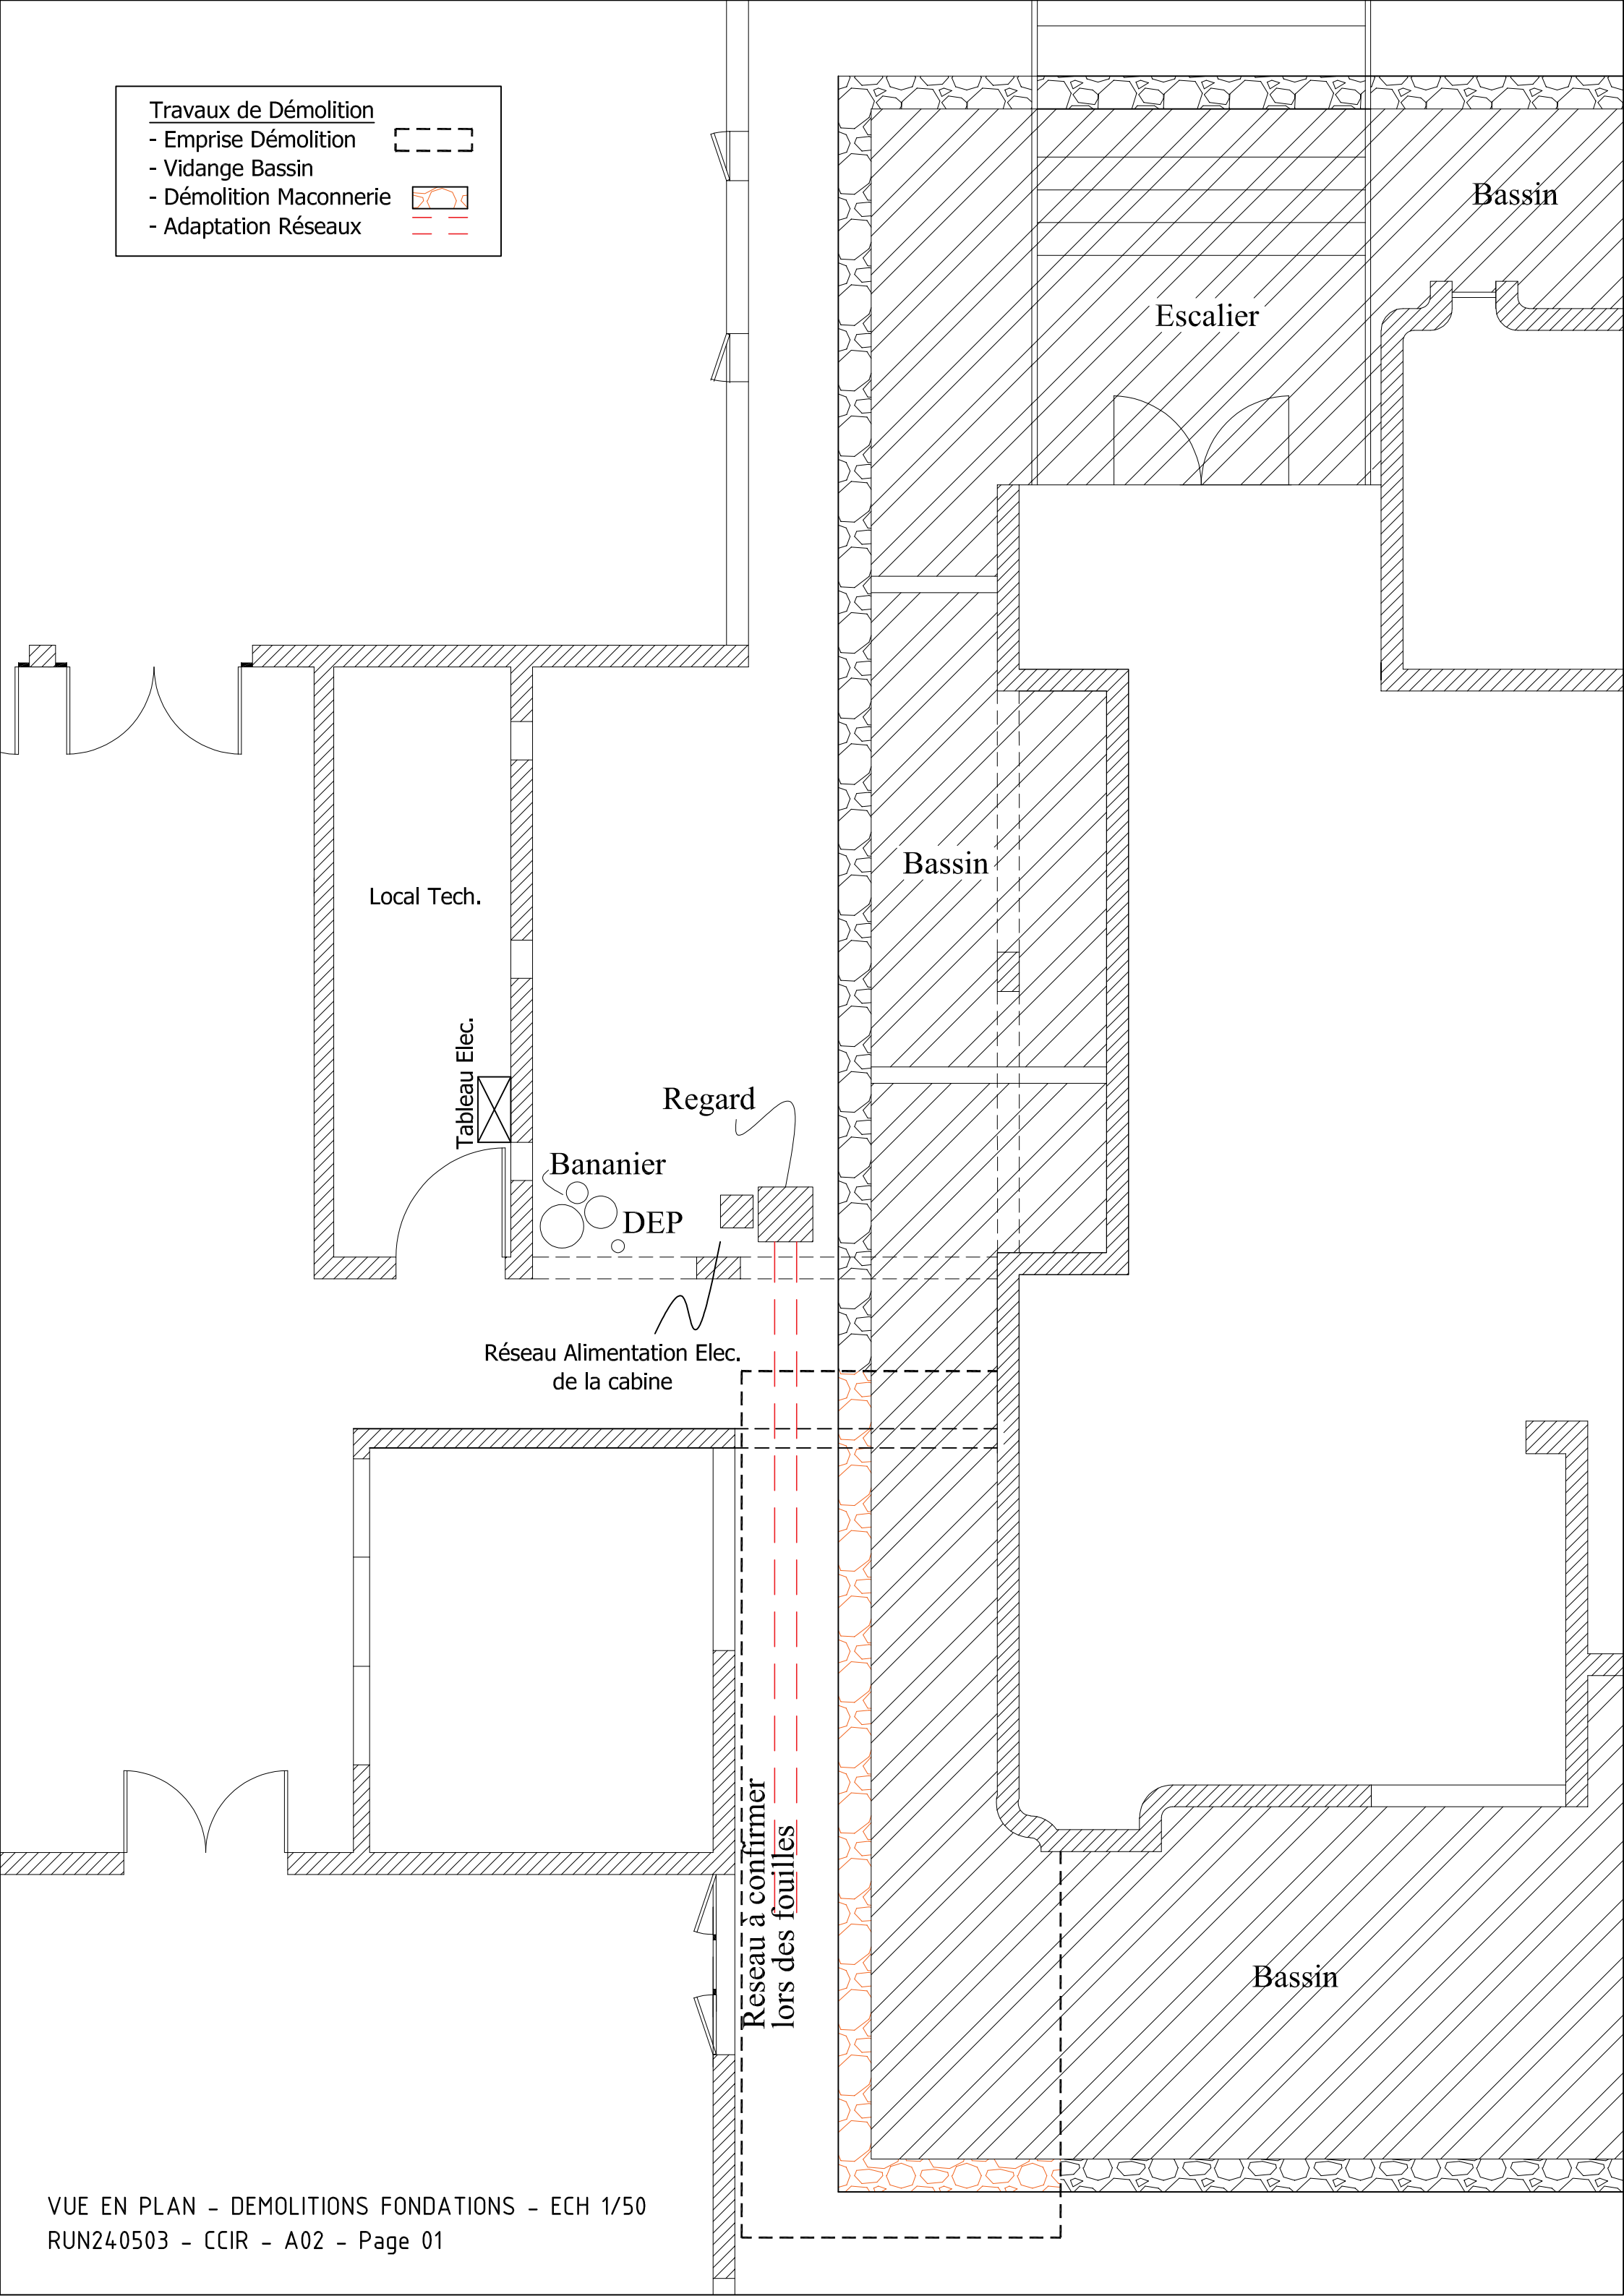 Travaux de Démolition
- Emprise Démolition
- Vidange Bassin
- Démolition Maconnerie
- Adaptation Réseaux
Bassin
Escalier
Bassin
Local Tech.
Tableau Elec.
Regard
Bananier
DEP
Réseau Alimentation Elec.
de la cabine
Reseau a confirmer
lors des fouilles
Bassin
VUE EN PLAN - DEMOLITIONS FONDATIONS - ECH 1/50
RUN240503 - CCIR - A02 - Page 01